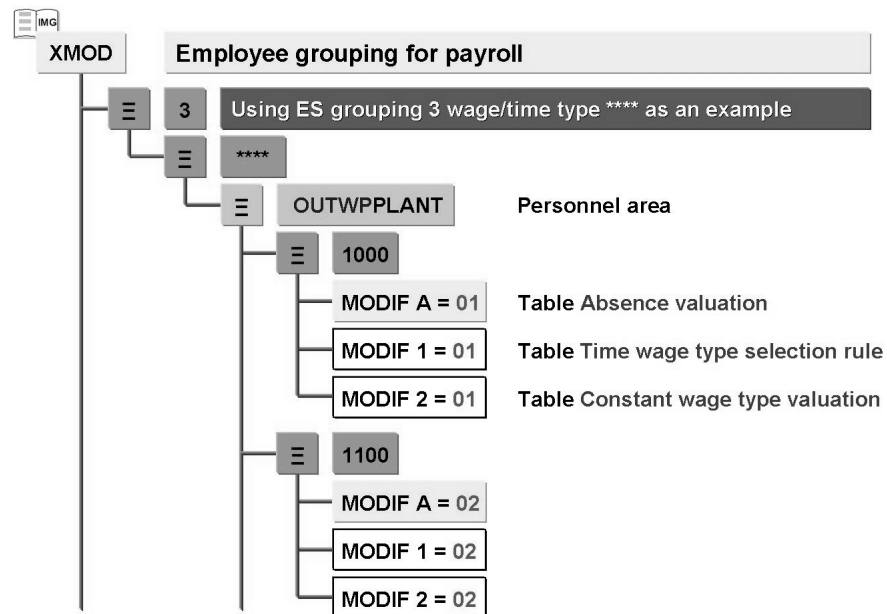 IMG
XMOD Employee grouping for payroll
3 Using ES grouping 3 wage/time type **** as an example
****
OUTWPPLANT Personnel area
1000
MODIF A = 01 Table Absence valuation
MODIF 1 = 01 Table Time wage type selection rule
MODIF 2 = 01 Table Constant wage type valuation
1100
MODIF A = 02
MODIF 1 = 02
MODIF 2 = 02